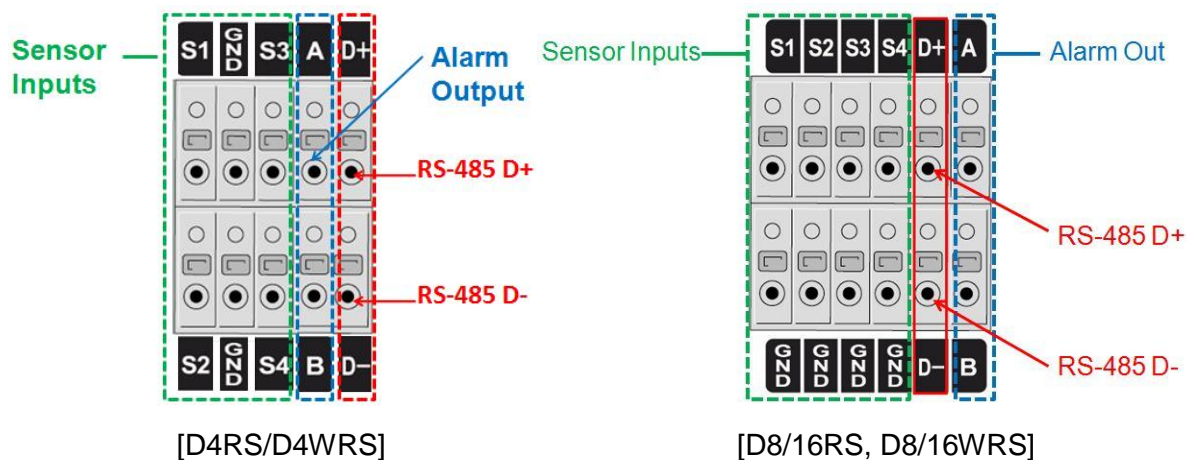 Sensor
Inputs
S1 GND S3 A D+
Alarm
Output
RS-485 D+
RS-485 D-
S2 GND S4 B D−
[D4RS/D4WRS]
Sensor Inputs
S1 S2 S3 S4 D+ A
Alarm Out
RS-485 D+
RS-485 D-
GND GND GND GND D− B
[D8/16RS, D8/16WRS]